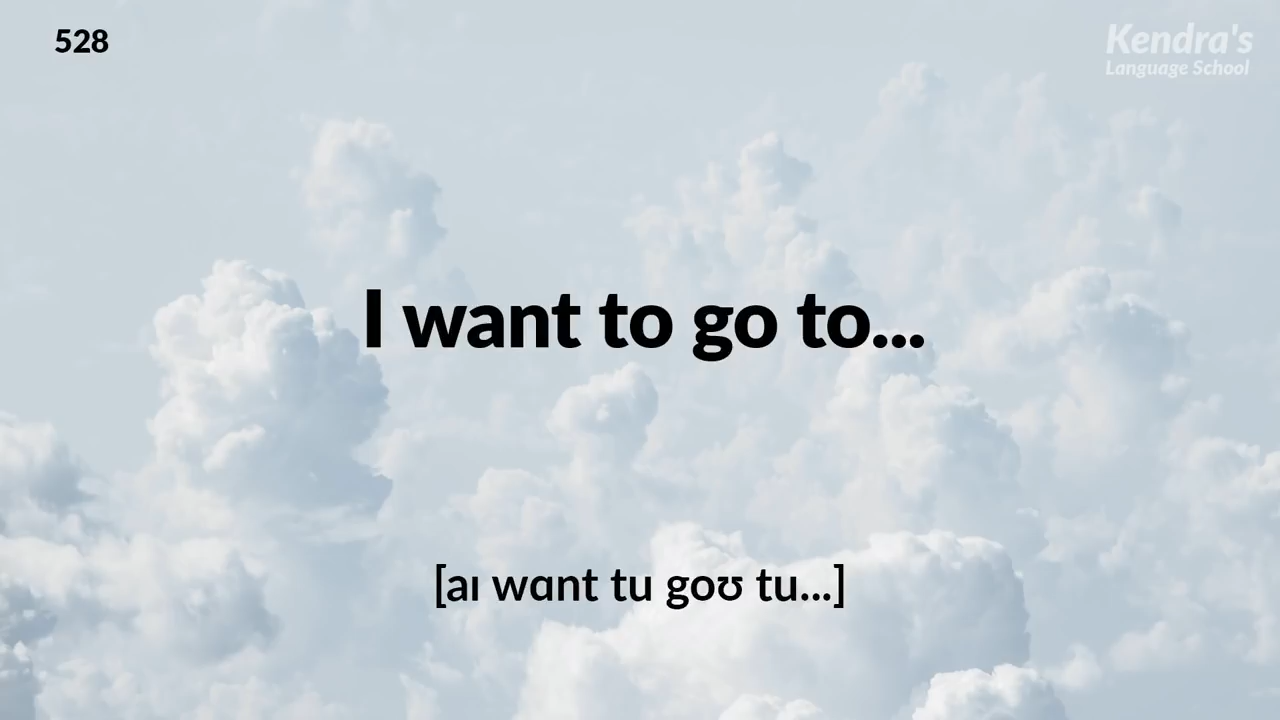 528
Kendra's
Language School
I want to go to...
[aɪ wɑnt tu goʊ tu...]